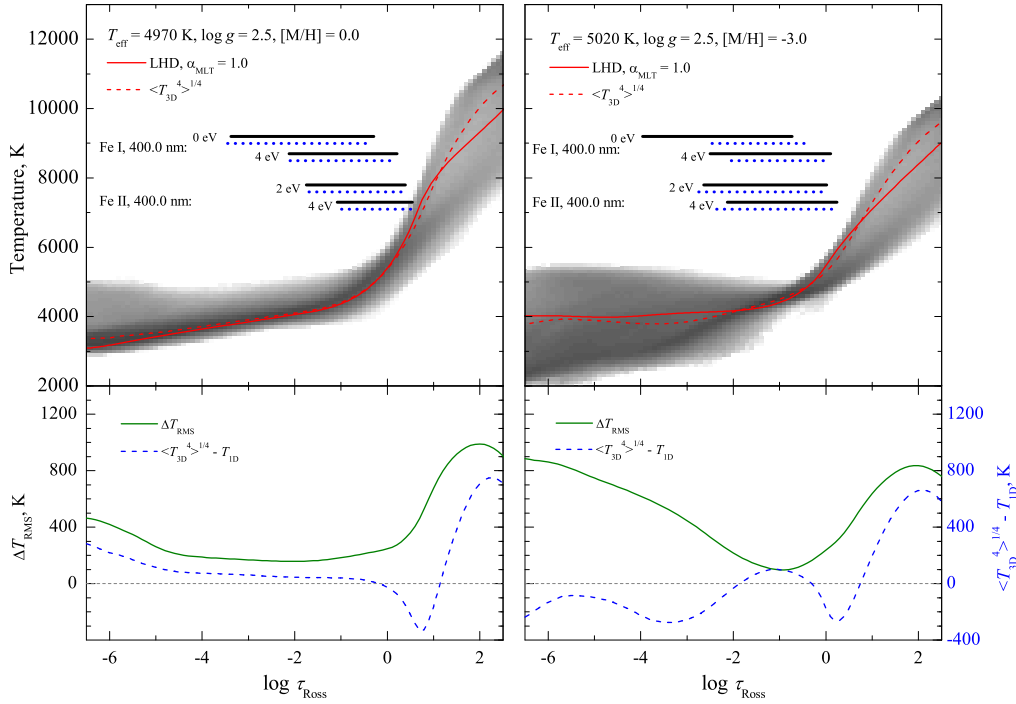 T_eff = 4970 K, log g = 2.5, [M/H] = 0.0
LHD, α_MLT = 1.0
<T_3D^4>^1/4
0 eV
Fe I, 400.0 nm:
4 eV
2 eV
Fe II, 400.0 nm:
4 eV
T_eff = 5020 K, log g = 2.5, [M/H] = -3.0
LHD, α_MLT = 1.0
<T_3D^4>^1/4
0 eV
Fe I, 400.0 nm:
4 eV
2 eV
Fe II, 400.0 nm:
4 eV
Temperature, K
12000
10000
8000
6000
4000
2000
ΔT_RMS
<T_3D^4>^1/4 - T_1D
ΔT_RMS
<T_3D^4>^1/4 - T_1D
ΔT_RMS, K
1200
800
400
0
1200
800
400
0
-400
<T_3D^4>^1/4 - T_1D, K
-6 -4 -2 0 2
-6 -4 -2 0 2
log τ_Ross
log τ_Ross